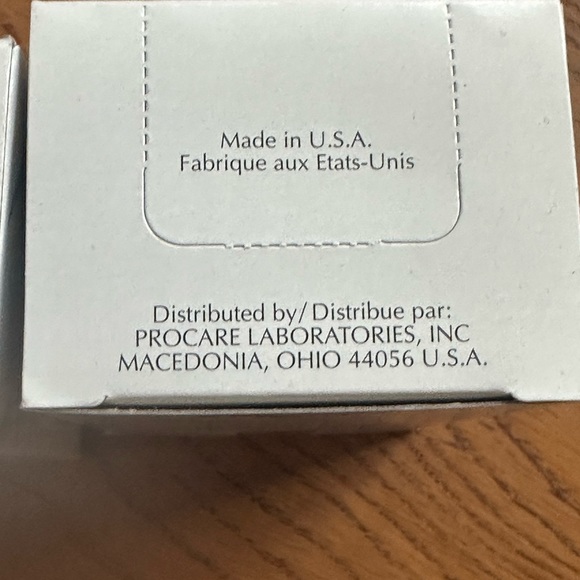 Made in U.S.A.
Fabrique aux Etats-Unis
Distributed by/ Distribue par:
PROCARE LABORATORIES, INC
MACEDONIA, OHIO 44056 U.S.A.